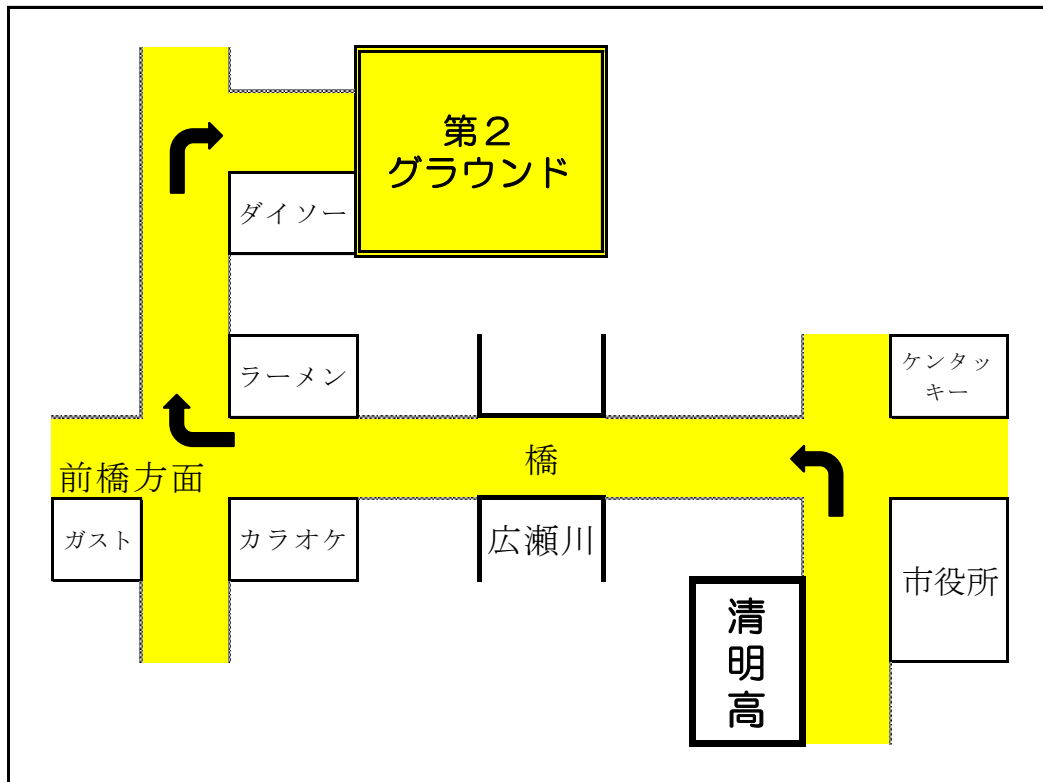 第２
グラウンド
ダイソー
ラーメン
ケンタッ
キー
橋
前橋方面
ガスト
カラオケ
広瀬川
市役所
清
明
高